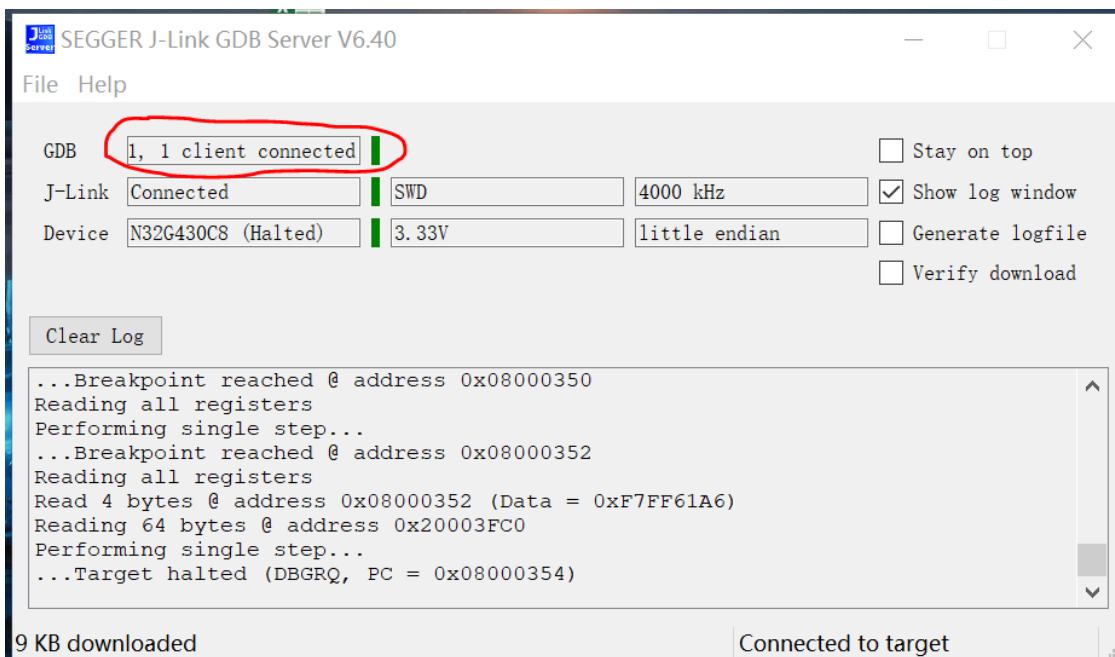 SEGGER J-Link GDB Server V6.40
File Help
GDB 1, 1 client connected Stay on top
J-Link Connected SWD 4000 kHz Show log window
Device N32G430C8 (Halted) 3.33V little endian Generate logfile
Verify download
Clear Log
...Breakpoint reached @ address 0x08000350
Reading all registers
Performing single step...
...Breakpoint reached @ address 0x08000352
Reading all registers
Read 4 bytes @ address 0x08000352 (Data = 0xF7FF61A6)
Reading 64 bytes @ address 0x20003FC0
Performing single step...
...Target halted (DBGRQ, PC = 0x08000354)
9 KB downloaded Connected to target